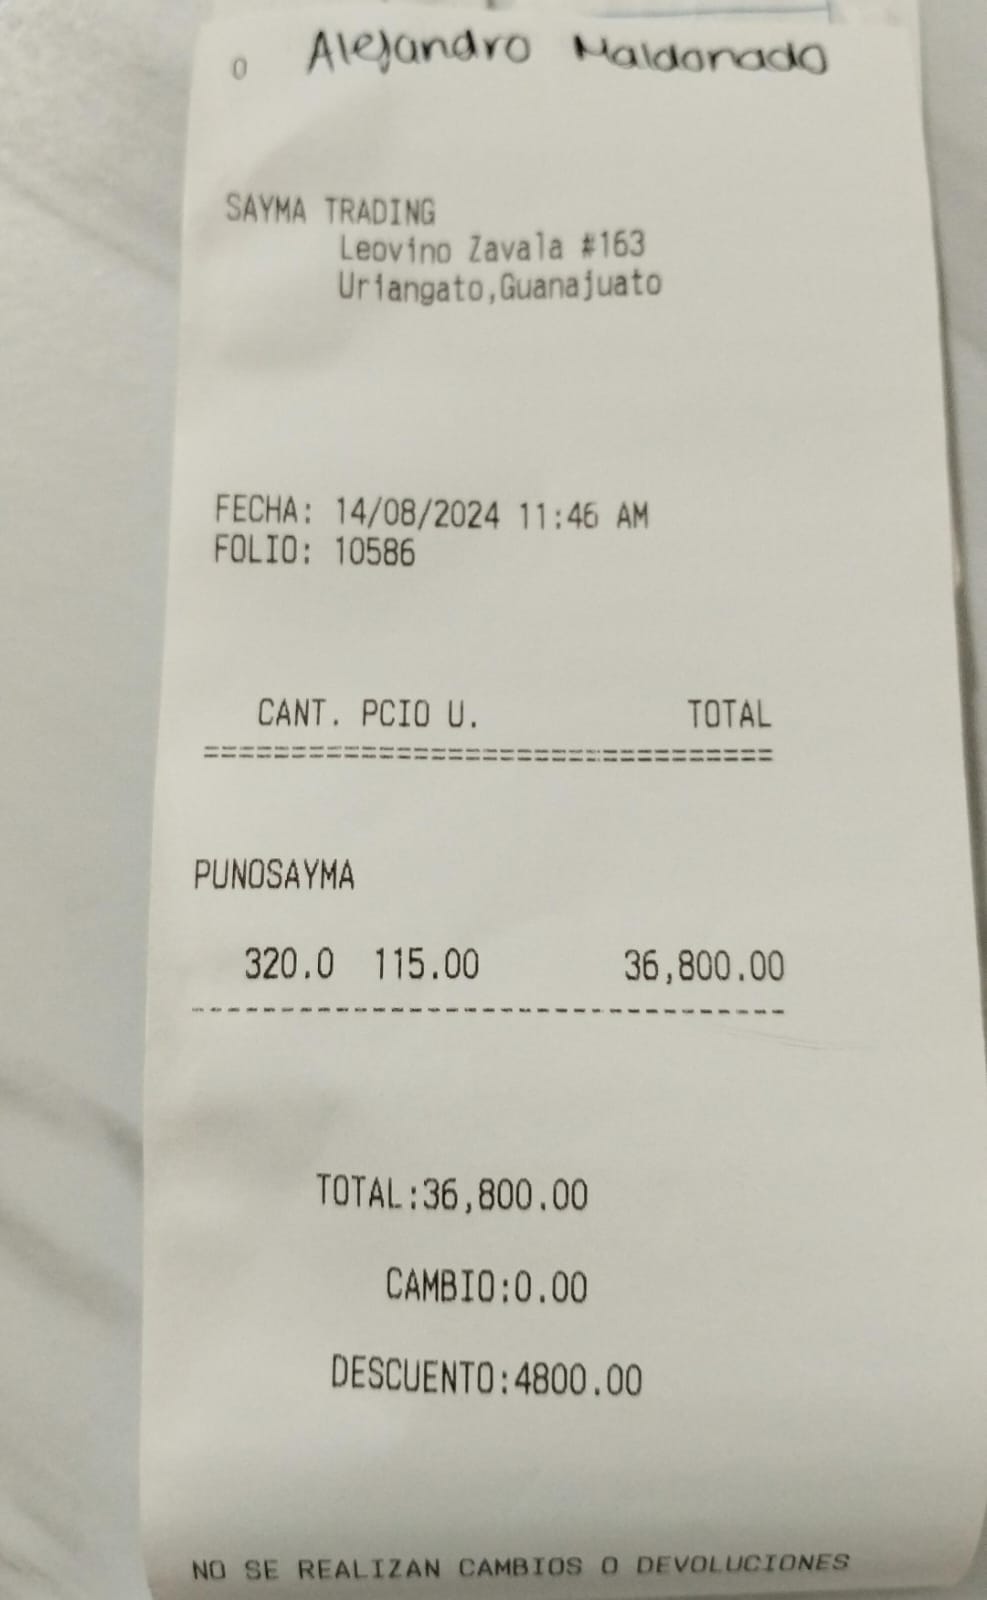 0 Alejandro Maldonado
SAYMA TRADING
Leovino Zavala #163
Uriangato,Guanajuato
FECHA: 14/08/2024 11:46 AM
FOLIO: 10586
CANT. PCIO U. TOTAL
================================
PUNOSAYMA
320.0 115.00 36,800.00
---------------------------------
TOTAL:36,800.00
CAMBIO:0.00
DESCUENTO:4800.00
NO SE REALIZAN CAMBIOS O DEVOLUCIONES